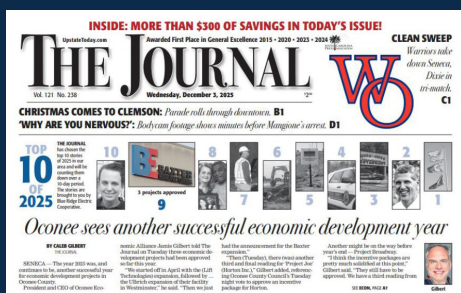 INSIDE: MORE THAN $300 OF SAVINGS IN TODAY'S ISSUE!
UpstateToday.com
Awarded First Place in General Excellence 2015 • 2020 • 2023 • 2024
THE JOURNAL
Vol. 121 No. 238
Wednesday, December 3, 2025
CLEAN SWEEP
Warriors take
down Seneca,
Dixie in
tri-match.
C1
WO
CHRISTMAS COMES TO CLEMSON: Parade rolls through downtown. B1
'WHY ARE YOU NERVOUS?': Bodycam footage shows minutes before Mangione's arrest. D1
TOP
10
OF
2025
THE JOURNAL
has chosen the
top 10 stories
of 2025 in our
area and will be
counting them
down over a
10-day period.
The stories are
brought to you by
Blue Ridge Electric
Cooperative.
10
3 projects approved
9
8
7
6
5
4
3
2
1
Oconee sees another successful economic development year
BY CALEB GILBERT
THE JOURNAL
SENECA — The year 2025 was, and
continues to be, another successful year
for economic development projects in
Oconee County.
President and CEO of Oconee Eco-
nomic Alliance Jamie Gilbert told The
Journal on Tuesday three economic de-
velopment projects had been approved
so far this year.
"We started off in April with the (Lift
Technologies) expansion, followed by ...
the Ulbrich expansion of their facility
in Westminster," he said. "Then we just
had the announcement for the Baxter
expansion."
"Then (Tuesday), there (was) another
third and final reading for 'Project Joe'
(Horton Inc.)," Gilbert added, referenc-
ing Oconee County Council's Tuesday
night vote to approve an incentive
package for Horton.
Another might be on the way before
year's end — Project Broadway.
"I think the incentive packages are
pretty much solidified at this point,"
Gilbert said. "They still have to be
approved. We have a third reading from
SEE ECON, PAGE A7
Gilbert